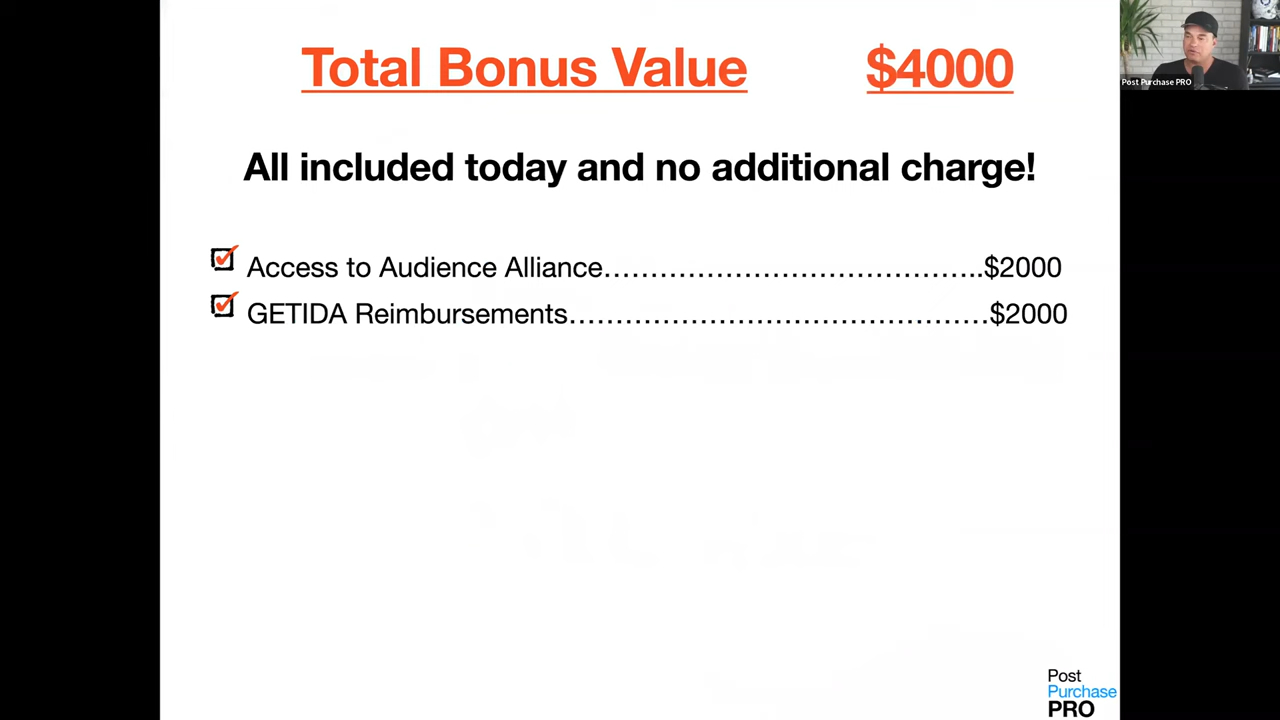 Total Bonus Value $4000
All included today and no additional charge!
Access to Audience Alliance…………………………………...$2000
GETIDA Reimbursements………………………………………$2000
Post Purchase PRO
Post
Purchase
PRO